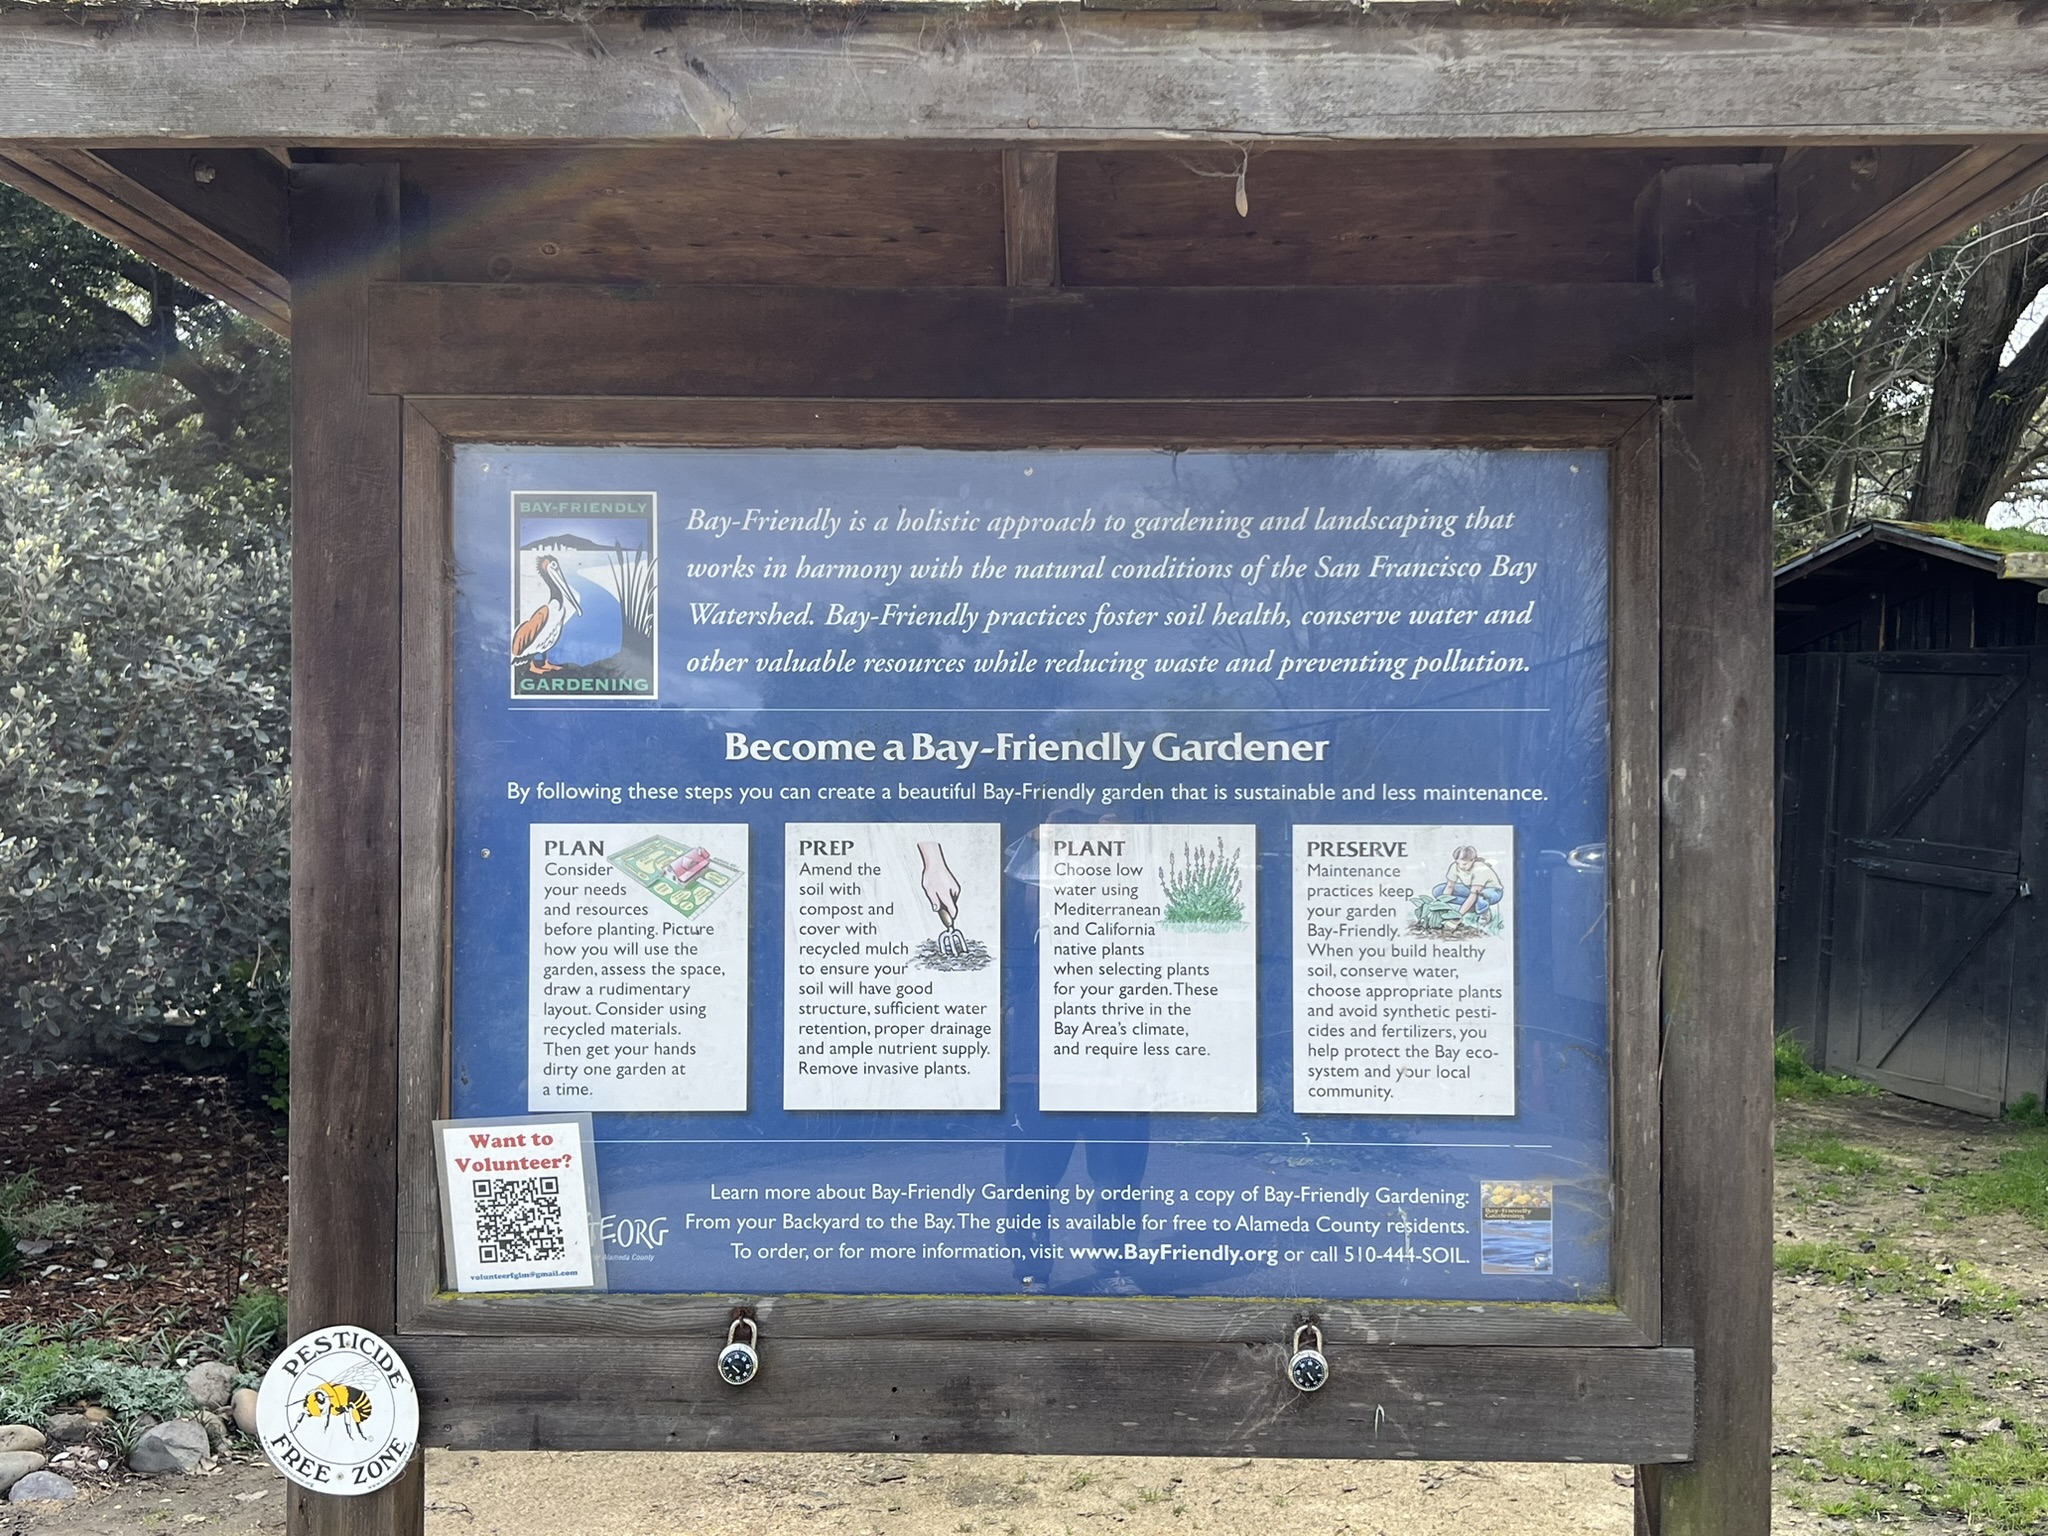 BAY-FRIENDLY
GARDENING
Bay-Friendly is a holistic approach to gardening and landscaping that
works in harmony with the natural conditions of the San Francisco Bay
Watershed. Bay-Friendly practices foster soil health, conserve water and
other valuable resources while reducing waste and preventing pollution.
Become a Bay-Friendly Gardener
By following these steps you can create a beautiful Bay-Friendly garden that is sustainable and less maintenance.
PLAN
Consider
your needs
and resources
before planting. Picture
how you will use the
garden, assess the space,
draw a rudimentary
layout. Consider using
recycled materials.
Then get your hands
dirty one garden at
a time.
PREP
Amend the
soil with
compost and
cover with
recycled mulch
to ensure your
soil will have good
structure, sufficient water
retention, proper drainage
and ample nutrient supply.
Remove invasive plants.
PLANT
Choose low
water using
Mediterranean
and California
native plants
when selecting plants
for your garden. These
plants thrive in the
Bay Area's climate,
and require less care.
PRESERVE
Maintenance
practices keep
your garden
Bay-Friendly.
When you build healthy
soil, conserve water,
choose appropriate plants
and avoid synthetic pesti-
cides and fertilizers, you
help protect the Bay eco-
system and your local
community.
Want to
Volunteer?
volunteerfglm@gmail.com
E.ORG
Alameda County
Learn more about Bay-Friendly Gardening by ordering a copy of Bay-Friendly Gardening:
From your Backyard to the Bay. The guide is available for free to Alameda County residents.
To order, or for more information, visit www.BayFriendly.org or call 510-444-SOIL.
Bay-Friendly
Gardening
PESTICIDE
FREE ZONE